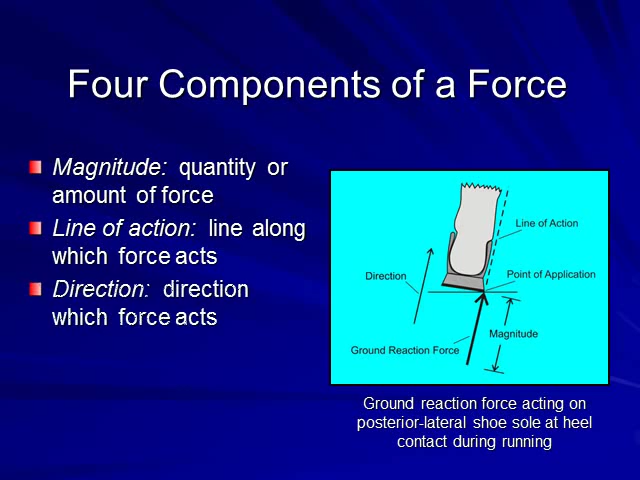 Four Components of a Force
Magnitude: quantity or
amount of force
Line of action: line along
which force acts
Direction: direction
which force acts
Line of Action
Direction
Point of Application
Magnitude
Ground Reaction Force
Ground reaction force acting on
posterior-lateral shoe sole at heel
contact during running